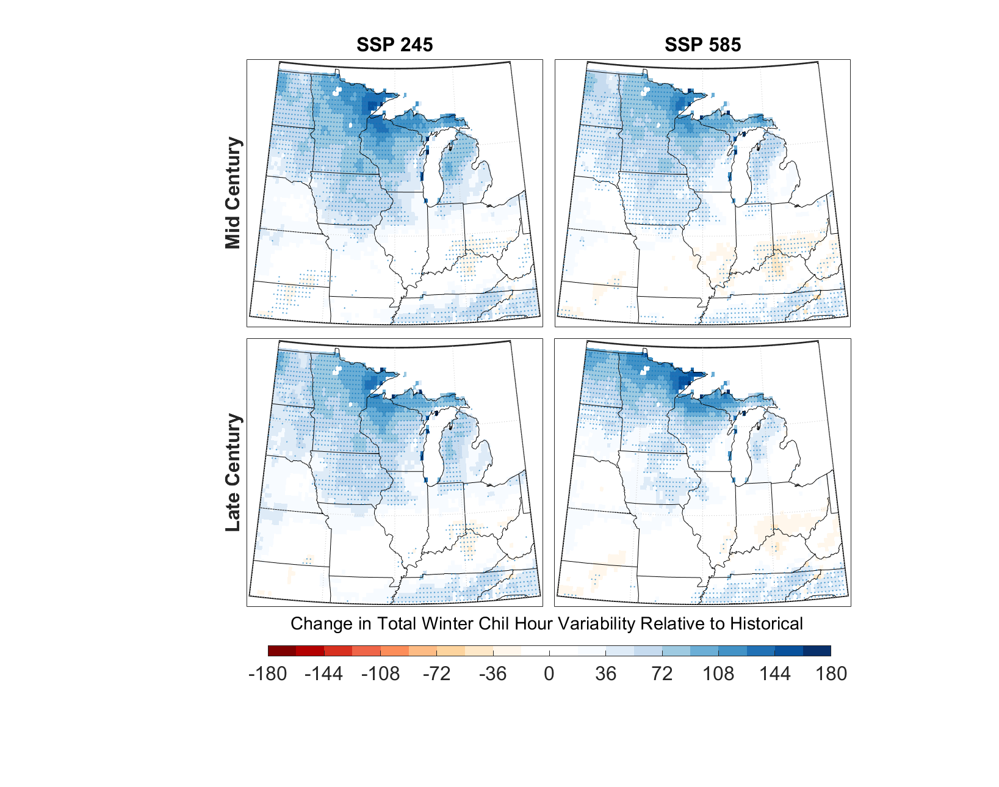 SSP 245
SSP 585
Mid Century
Late Century
Change in Total Winter Chil Hour Variability Relative to Historical
-180 -144 -108 -72 -36 0 36 72 108 144 180